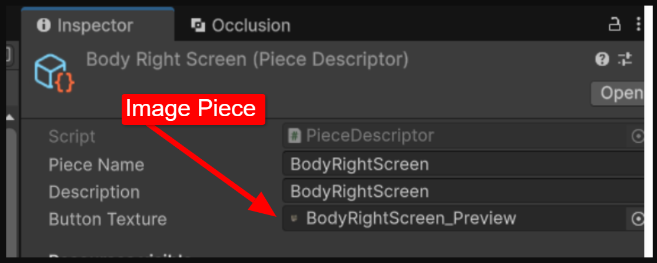 Inspector
Occlusion
Body Right Screen (Piece Descriptor)
Open
Image Piece
Script
# PieceDescriptor
Piece Name
BodyRightScreen
Description
BodyRightScreen
Button Texture
BodyRightScreen_Preview